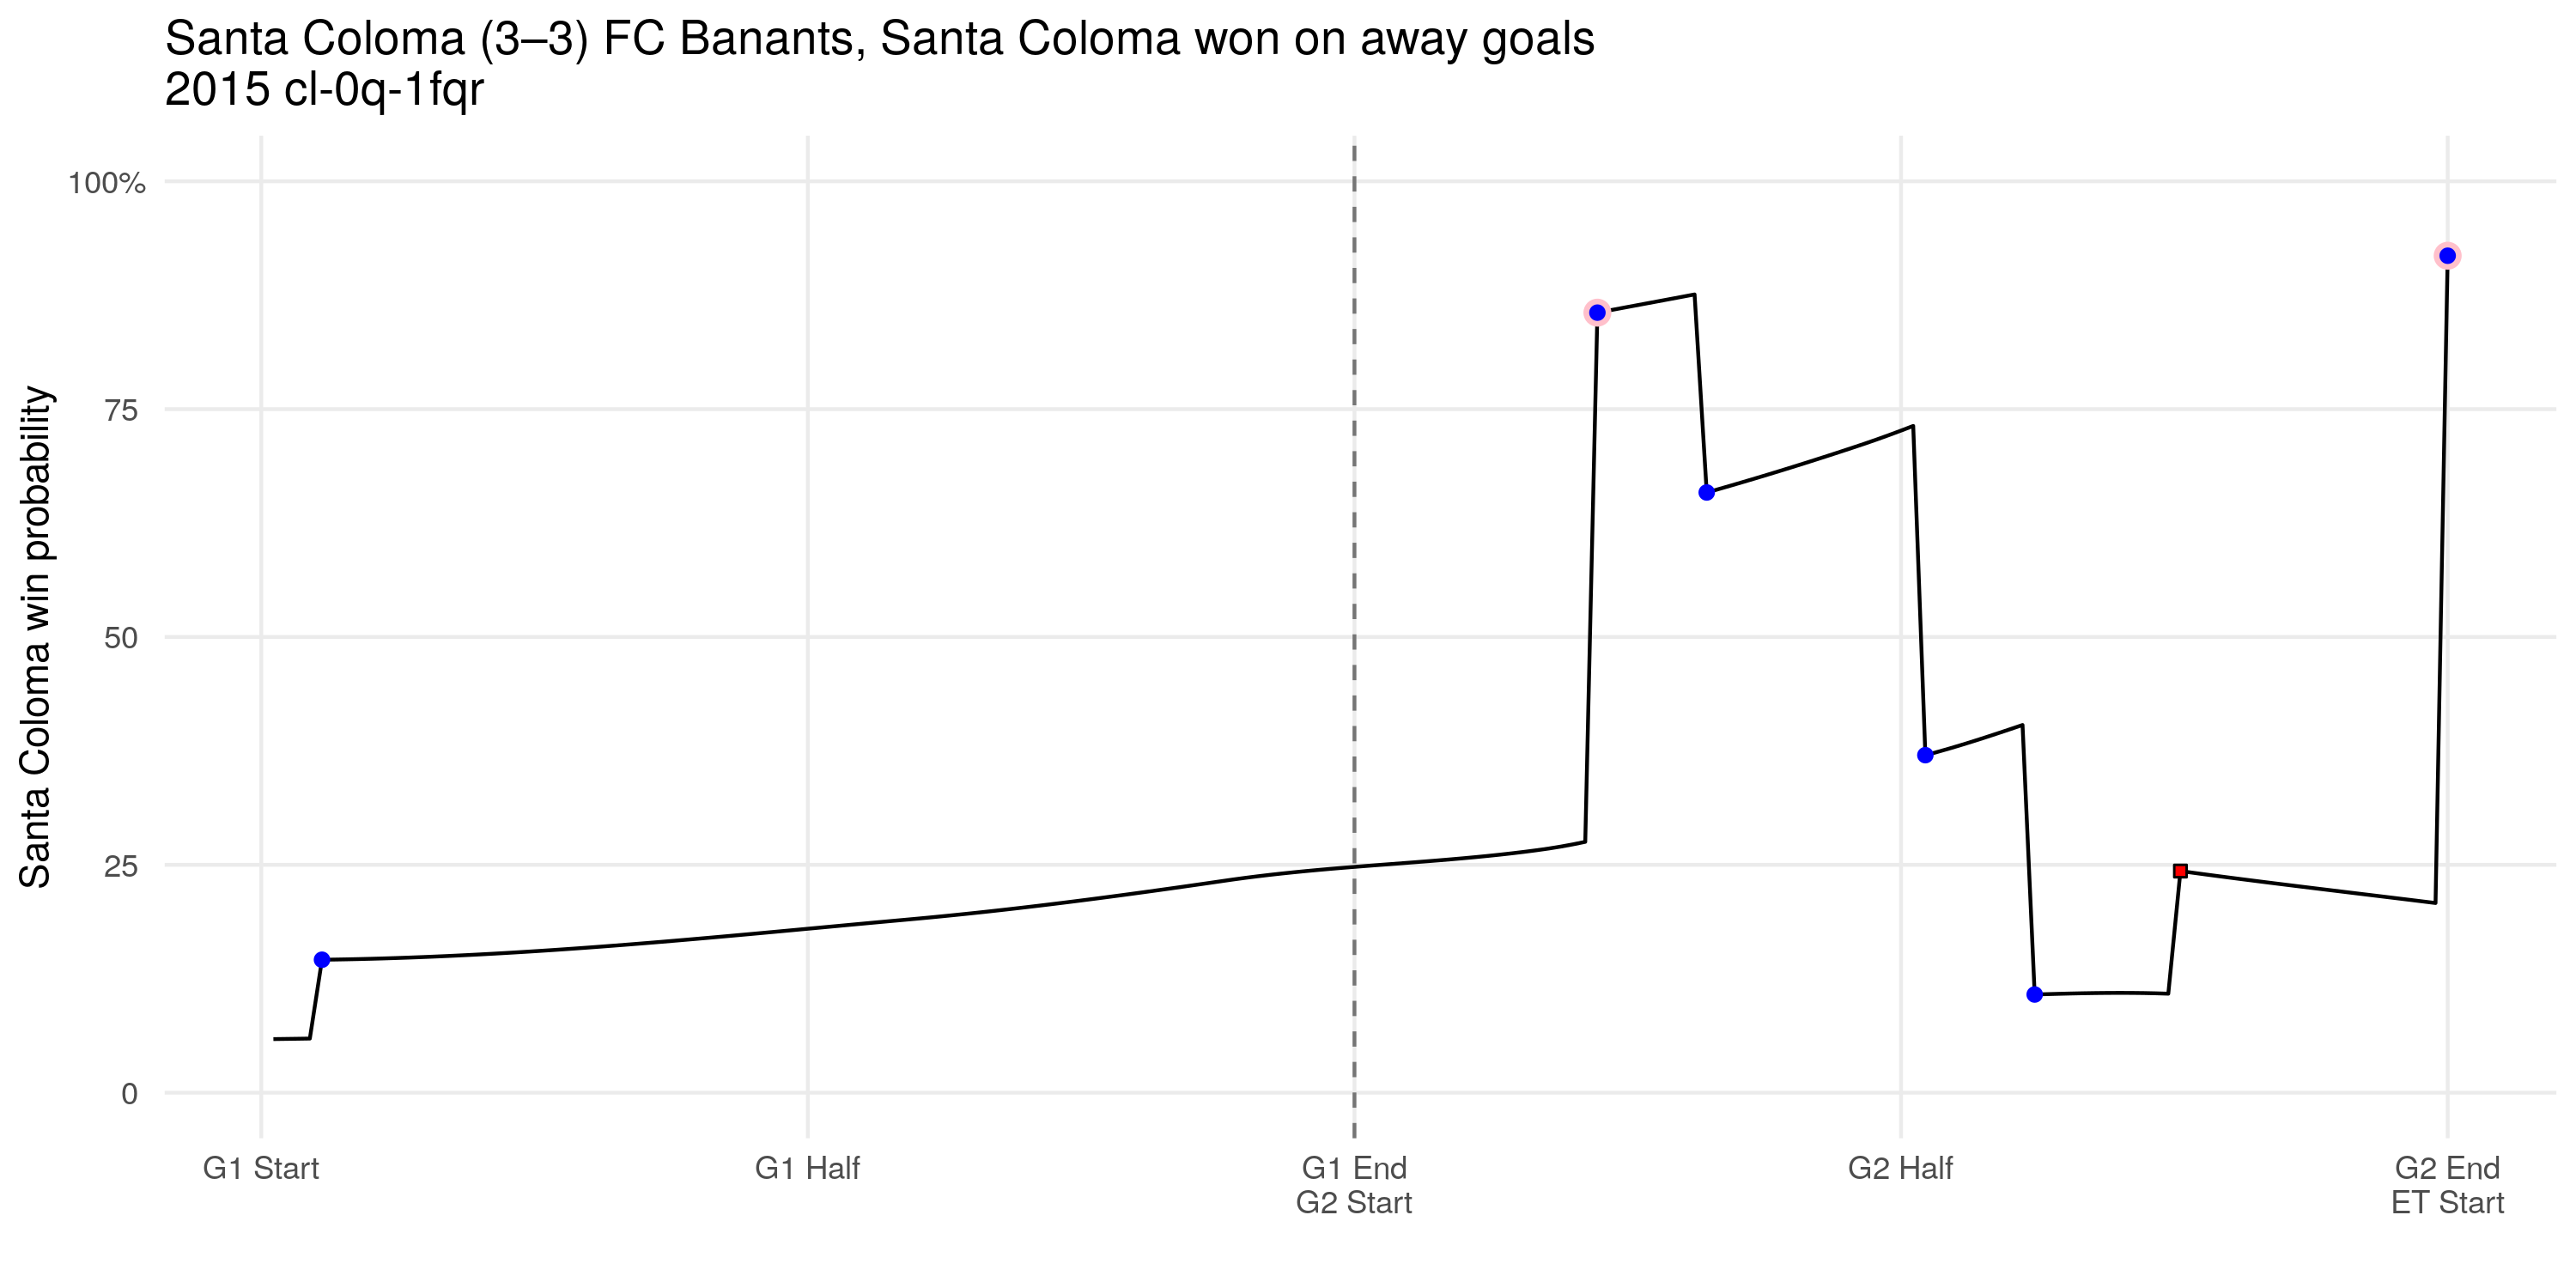 Santa Coloma (3–3) FC Banants, Santa Coloma won on away goals
2015 cl-0q-1fqr
Santa Coloma win probability
100%
75
50
25
0
G1 Start
G1 Half
G1 End
G2 Start
G2 Half
G2 End
ET Start